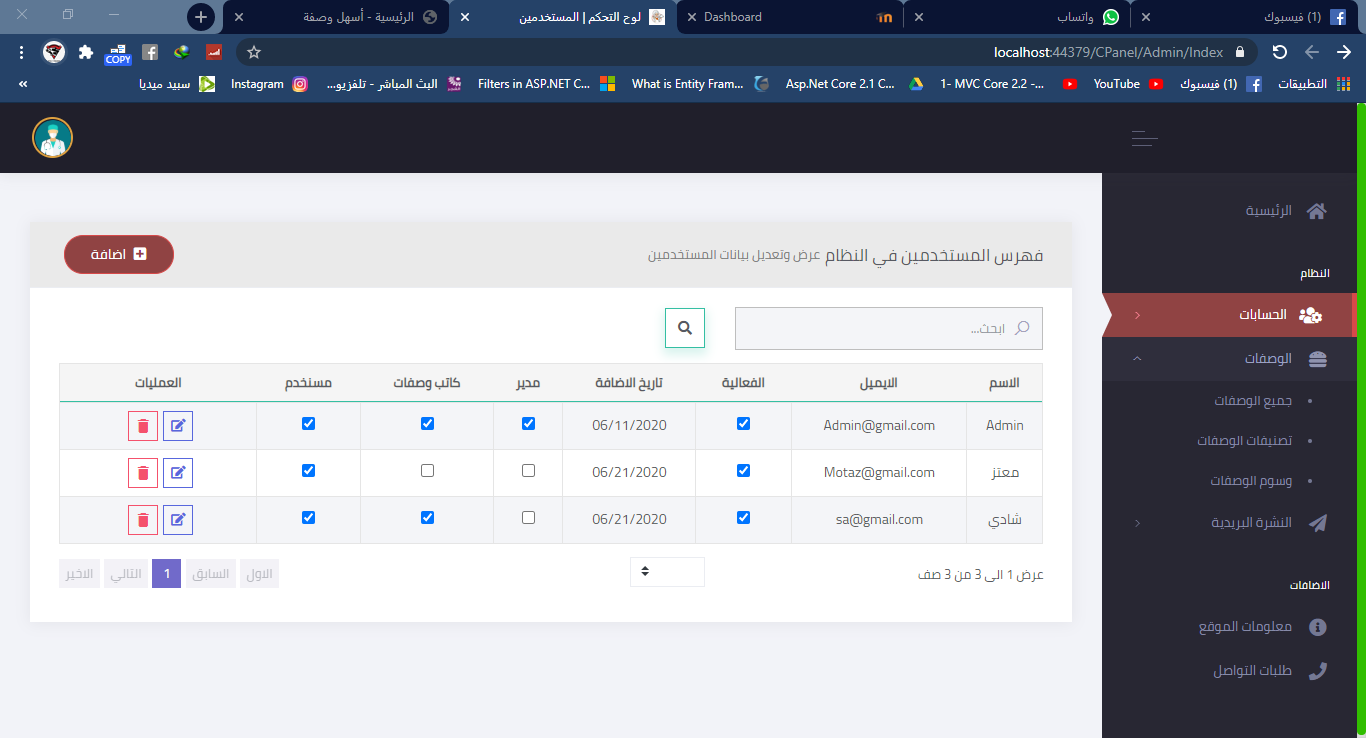 (1) فيسبوك
واتساب
Dashboard
لوح التحكم | المستخدمين
الرئيسية - أسهل وصفة
localhost:44379/CPanel/Admin/Index
COPY
التطبيقات
(1) فيسبوك
YouTube
1- MVC Core 2.2 -...
Asp.Net Core 2.1 C...
What is Entity Fram...
Filters in ASP.NET C...
البث المباشر - تلفزيو...
Instagram
سبيد ميديا
«
الرئيسية
النظام
الحسابات
الوصفات
جميع الوصفات
تصنيفات الوصفات
وسوم الوصفات
النشرة البريدية
الاضافات
معلومات الموقع
طلبات التواصل
فهرس المستخدمين في النظام عرض وتعديل بيانات المستخدمين
اضافة
ابحث...
الاسم الايميل الفعالية تاريخ الاضافة مدير كاتب وصفات مستخدم العمليات
Admin Admin@gmail.com 06/11/2020
معتز Motaz@gmail.com 06/21/2020
شادي sa@gmail.com 06/21/2020
عرض 1 الى 3 من 3 صف
الاول السابق 1 التالي الاخير